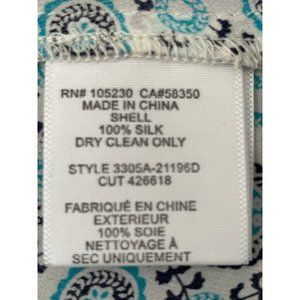 RN# 105230 CA#58350
MADE IN CHINA
SHELL
100% SILK
DRY CLEAN ONLY
STYLE 3305A-21196D
CUT 426618
FABRIQUÉ EN CHINE
EXTERIEUR
100% SOIE
NETTOYAGE À
SEC UNIQUEMENT